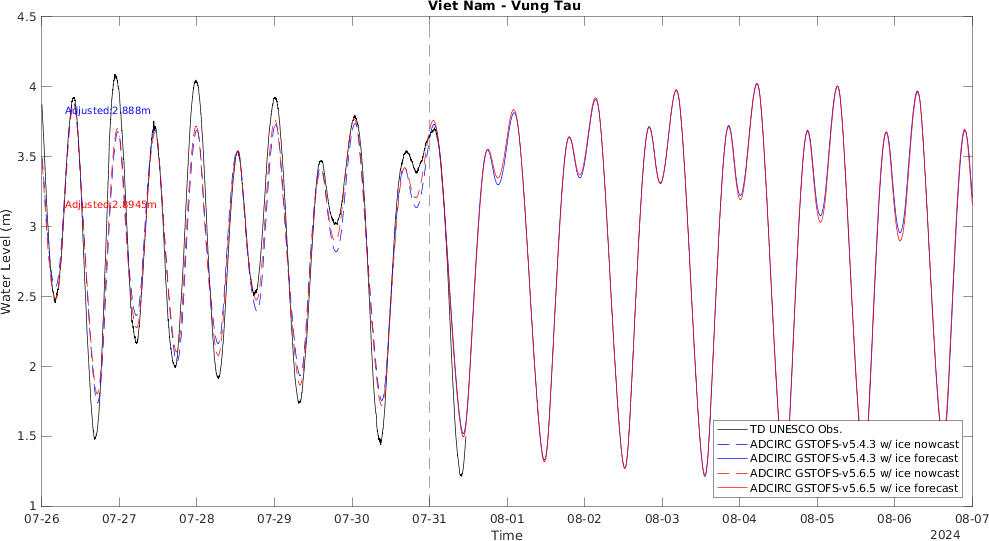 Viet Nam - Vung Tau
4.5
4
3.5
3
2.5
2
1.5
1
Water Level (m)
Adjusted:2.888m
Adjusted:2.8945m
TD UNESCO Obs.
ADCIRC GSTOFS-v5.4.3 w/ ice nowcast
ADCIRC GSTOFS-v5.4.3 w/ ice forecast
ADCIRC GSTOFS-v5.6.5 w/ ice nowcast
ADCIRC GSTOFS-v5.6.5 w/ ice forecast
07-26 07-27 07-28 07-29 07-30 07-31 08-01 08-02 08-03 08-04 08-05 08-06 08-07
Time
2024